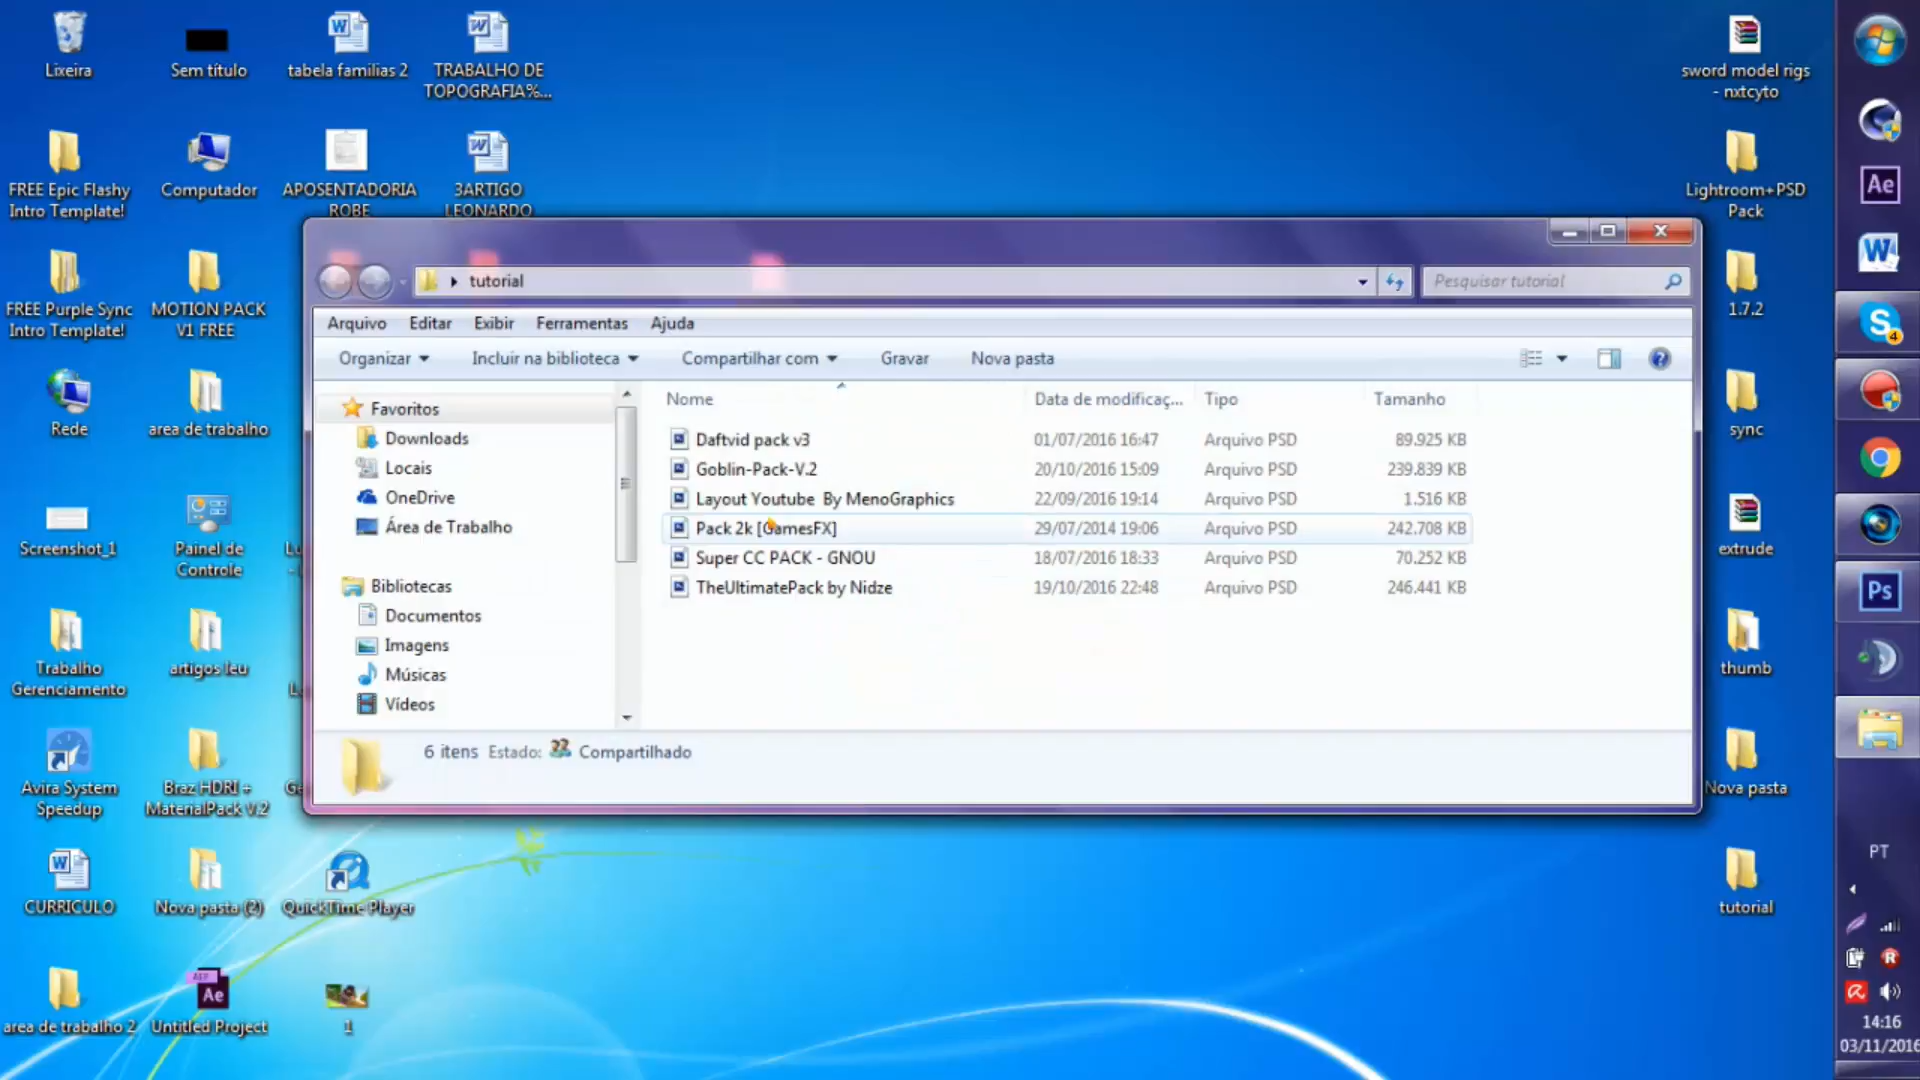 Lixeira
Sem título
tabela familias 2
TRABALHO DE
TOPOGRAFIA%...
sword model rigs
- nxtcyto
FREE Epic Flashy
Intro Template!
Computador
APOSENTADORIA
ROBE
3ARTIGO
LEONARDO
Lightroom+PSD
Pack
Ae
W
tutorial
Pesquisar tutorial
FREE Purple Sync
Intro Template!
MOTION PACK
V1 FREE
1.7.2
Arquivo Editar Exibir Ferramentas Ajuda
Organizar Incluir na biblioteca Compartilhar com Gravar Nova pasta
Nome Data de modificaç... Tipo Tamanho
Favoritos
Downloads
Locais
OneDrive
Área de Trabalho
Bibliotecas
Documentos
Imagens
Músicas
Vídeos
Daftvid pack v3 01/07/2016 16:47 Arquivo PSD 89.925 KB
Goblin-Pack-V.2 20/10/2016 15:09 Arquivo PSD 239.839 KB
Layout Youtube By MenoGraphics 22/09/2016 19:14 Arquivo PSD 1.516 KB
Pack 2k [GamesFX] 29/07/2014 19:06 Arquivo PSD 242.708 KB
Super CC PACK - GNOU 18/07/2016 18:33 Arquivo PSD 70.252 KB
TheUltimatePack by Nidze 19/10/2016 22:48 Arquivo PSD 246.441 KB
6 itens Estado: Compartilhado
Rede
area de trabalho
sync
Screenshot_1
Painel de
Controle
extrude
Ps
Trabalho
Gerenciamento
artigos leu
thumb
Avira System
Speedup
Braz HDRI +
MaterialPack V.2
Nova pasta
CURRICULO
Nova pasta (2)
QuickTime Player
tutorial
area de trabalho 2
Untitled Project
1
PT
14:16
03/11/2016